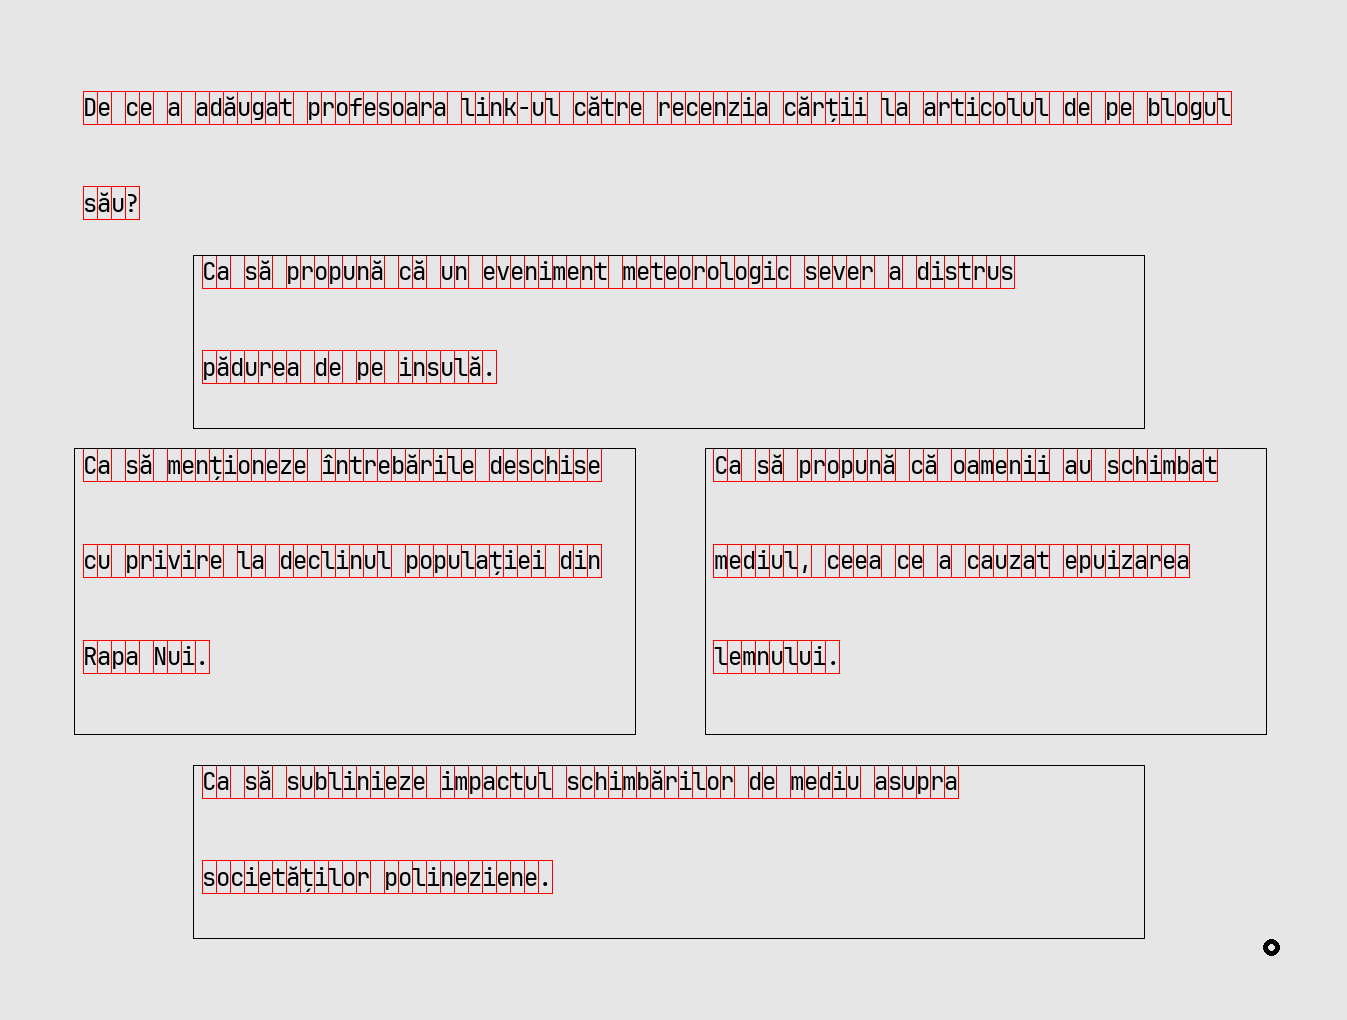 De ce a adăugat profesoara link-ul către recenzia cărții la articolul de pe blogul
său?
Ca să propună că un eveniment meteorologic sever a distrus
pădurea de pe insulă.
Ca să menționeze întrebările deschise
cu privire la declinul populației din
Rapa Nui.
Ca să propună că oamenii au schimbat
mediul, ceea ce a cauzat epuizarea
lemnului.
Ca să sublinieze impactul schimbărilor de mediu asupra
societăților polineziene.